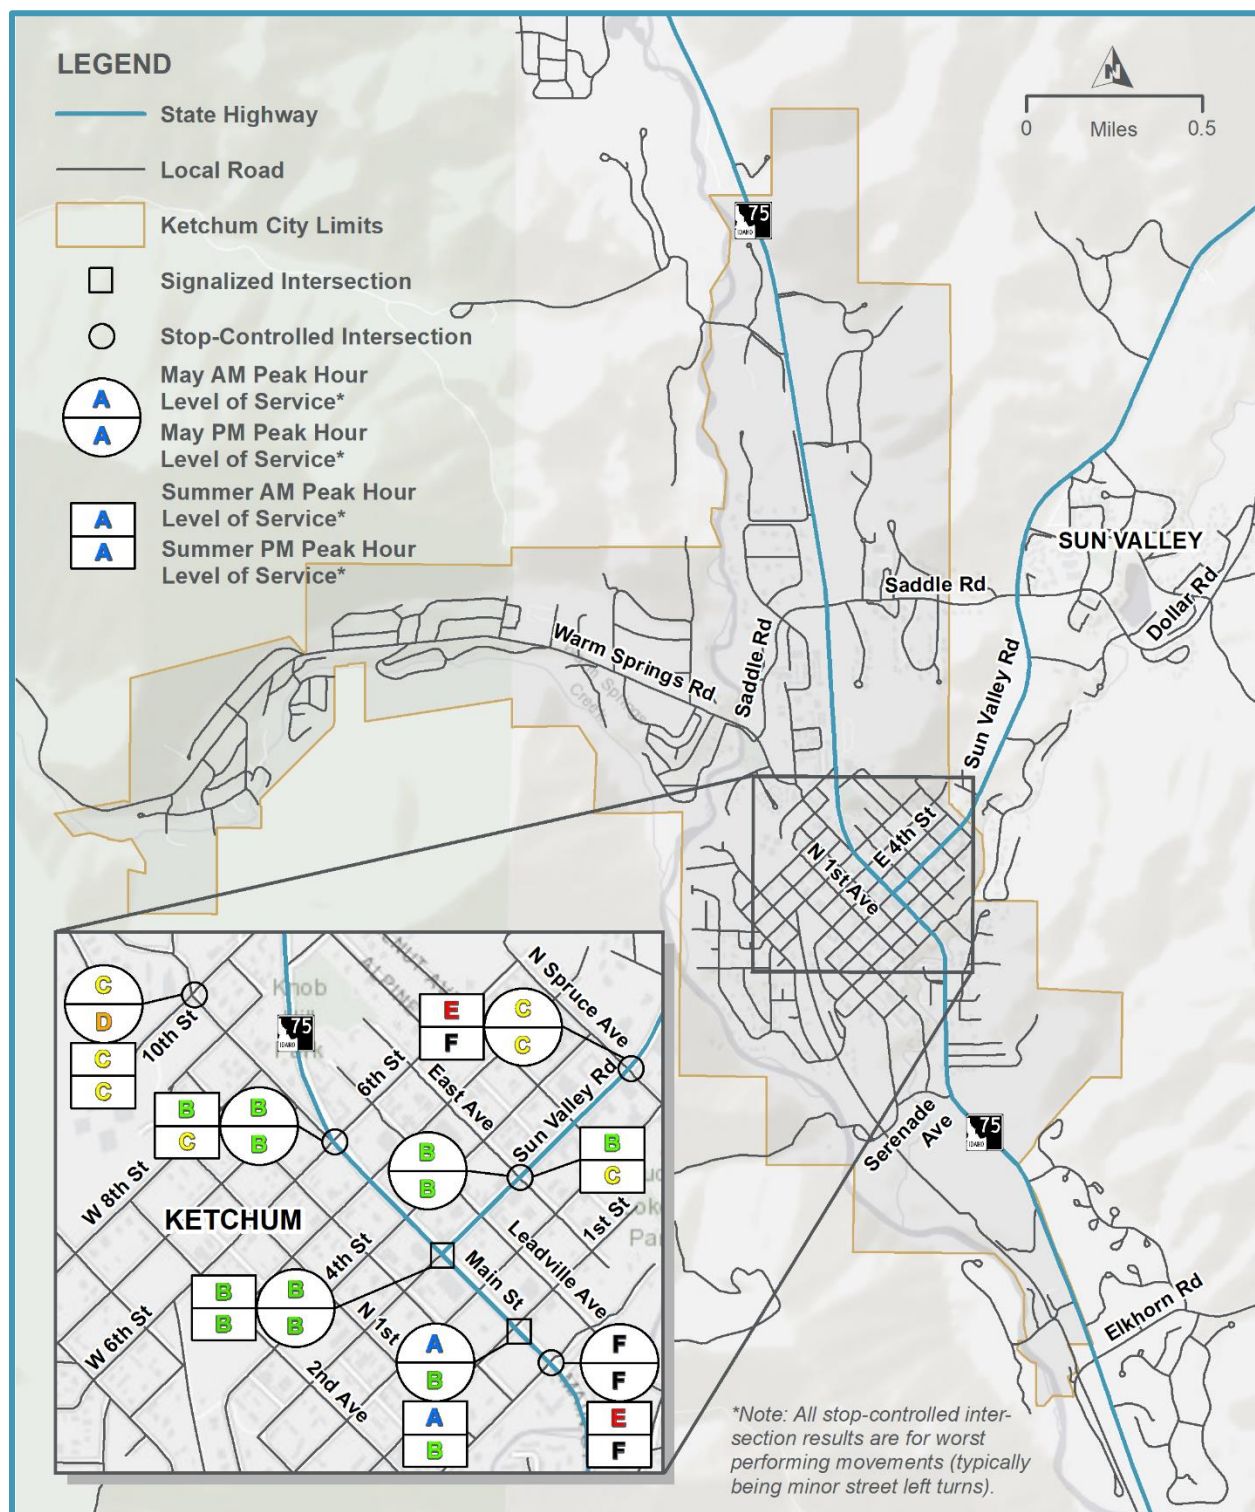 LEGEND
State Highway
Local Road
Ketchum City Limits
Signalized Intersection
Stop-Controlled Intersection
A
A
May AM Peak Hour
Level of Service*
May PM Peak Hour
Level of Service*
A
A
Summer AM Peak Hour
Level of Service*
Summer PM Peak Hour
Level of Service*
N
0 Miles 0.5
75
IDAHO
SUN VALLEY
Saddle Rd
Dollar Rd
Warm Springs Rd
Saddle Rd
Sun Valley Rd
E 4th St
N 1st Ave
Serenade
Ave
75
IDAHO
Elkhorn Rd
C
D
C
C
10th St
Knob
75
IDAHO
ALPINE
N Spruce Ave
E
F
C
C
6th St
East Ave
Sun Valley Rd
B
C
B
B
B
B
B
C
W 8th St
KETCHUM
4th St
1st St
Leadville Ave
Main St
B
B
B
B
N 1st
W 6th St
2nd Ave
A
B
A
B
F
F
E
F
*Note: All stop-controlled inter-
section results are for worst
performing movements (typically
being minor street left turns).